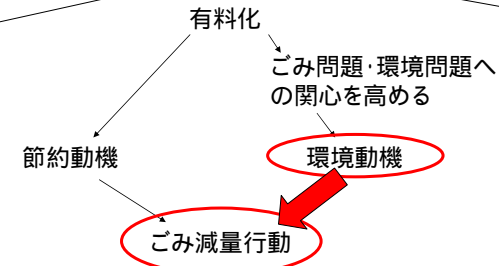 有料化
ごみ問題・環境問題へ
の関心を高める
節約動機
環境動機
ごみ減量行動